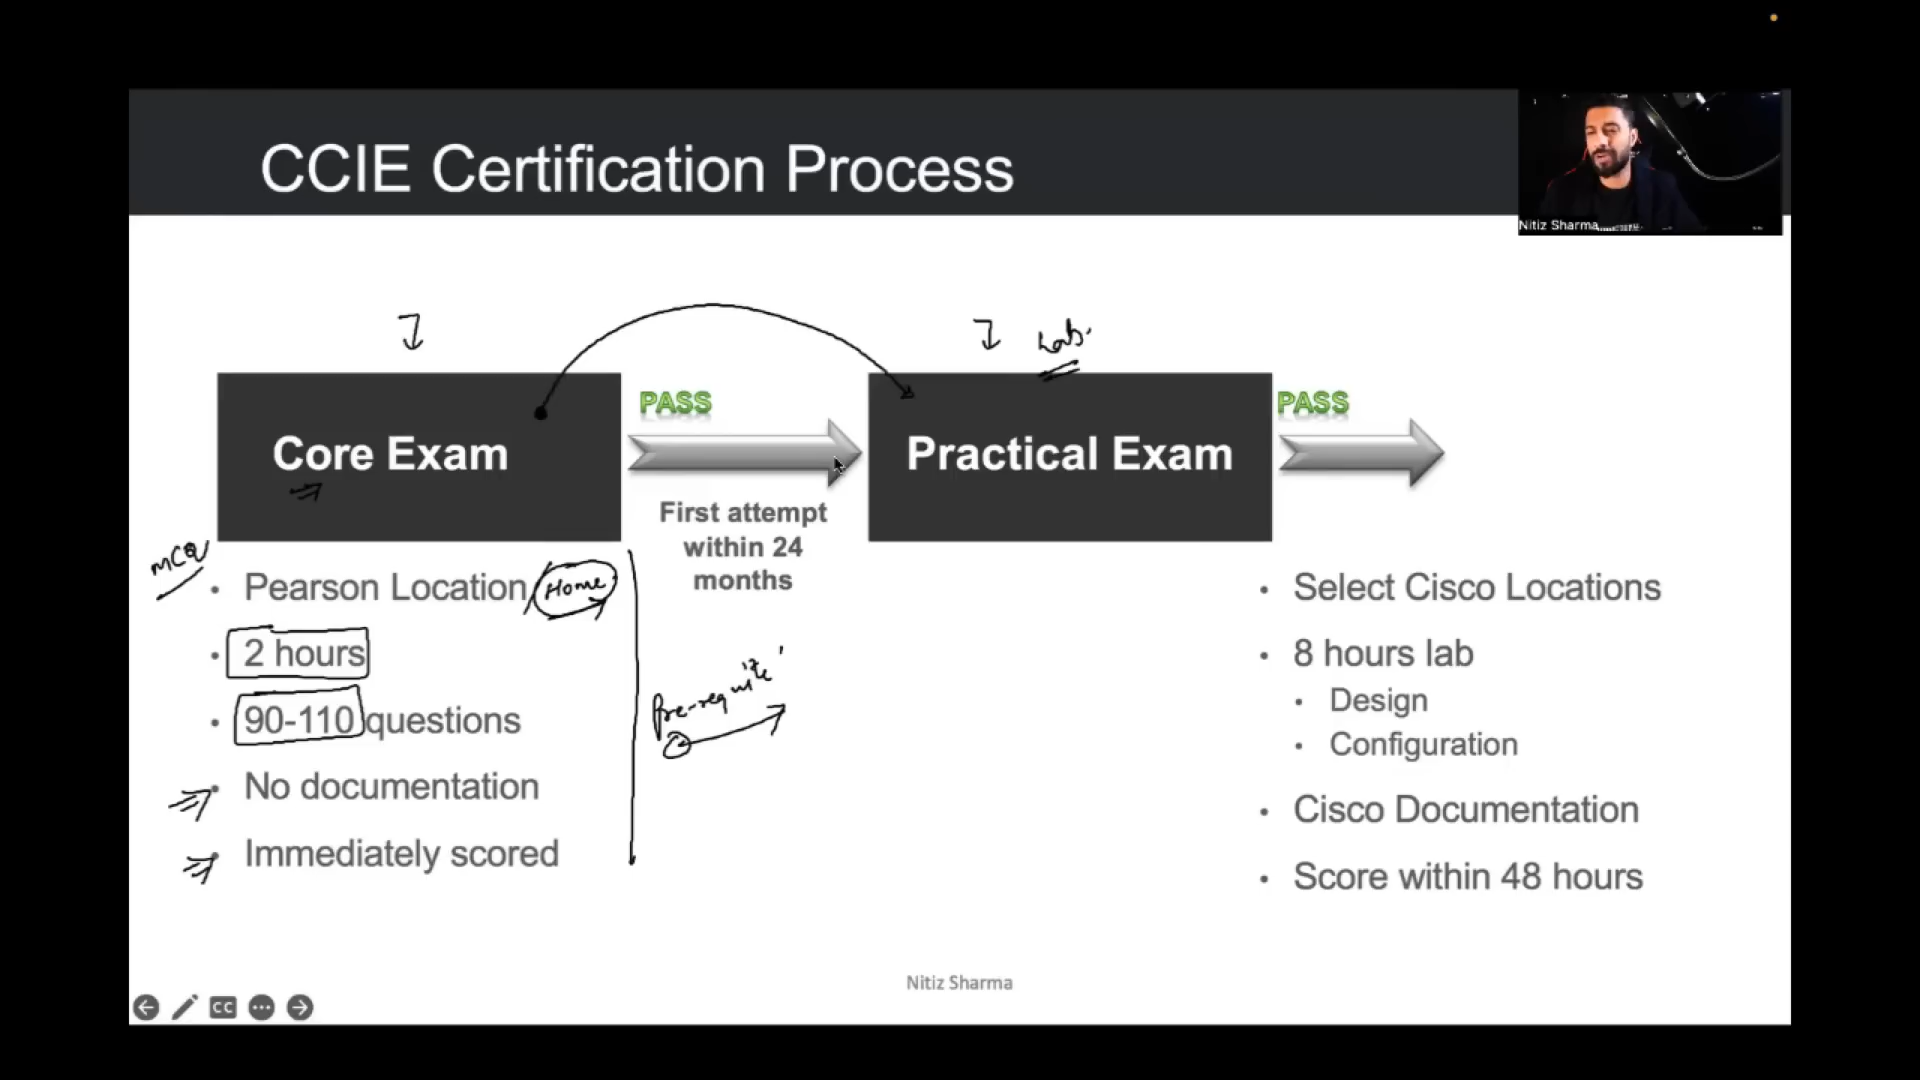 CCIE Certification Process
Nitiz Sharma
Lab.
PASS
PASS
Core Exam
Practical Exam
First attempt
within 24
months
MCQ
• Pearson Location
Home
• 2 hours
• 90-110 questions
• No documentation
• Immediately scored
Pre-requisite
• Select Cisco Locations
• 8 hours lab
• Design
• Configuration
• Cisco Documentation
• Score within 48 hours
Nitiz Sharma
CC